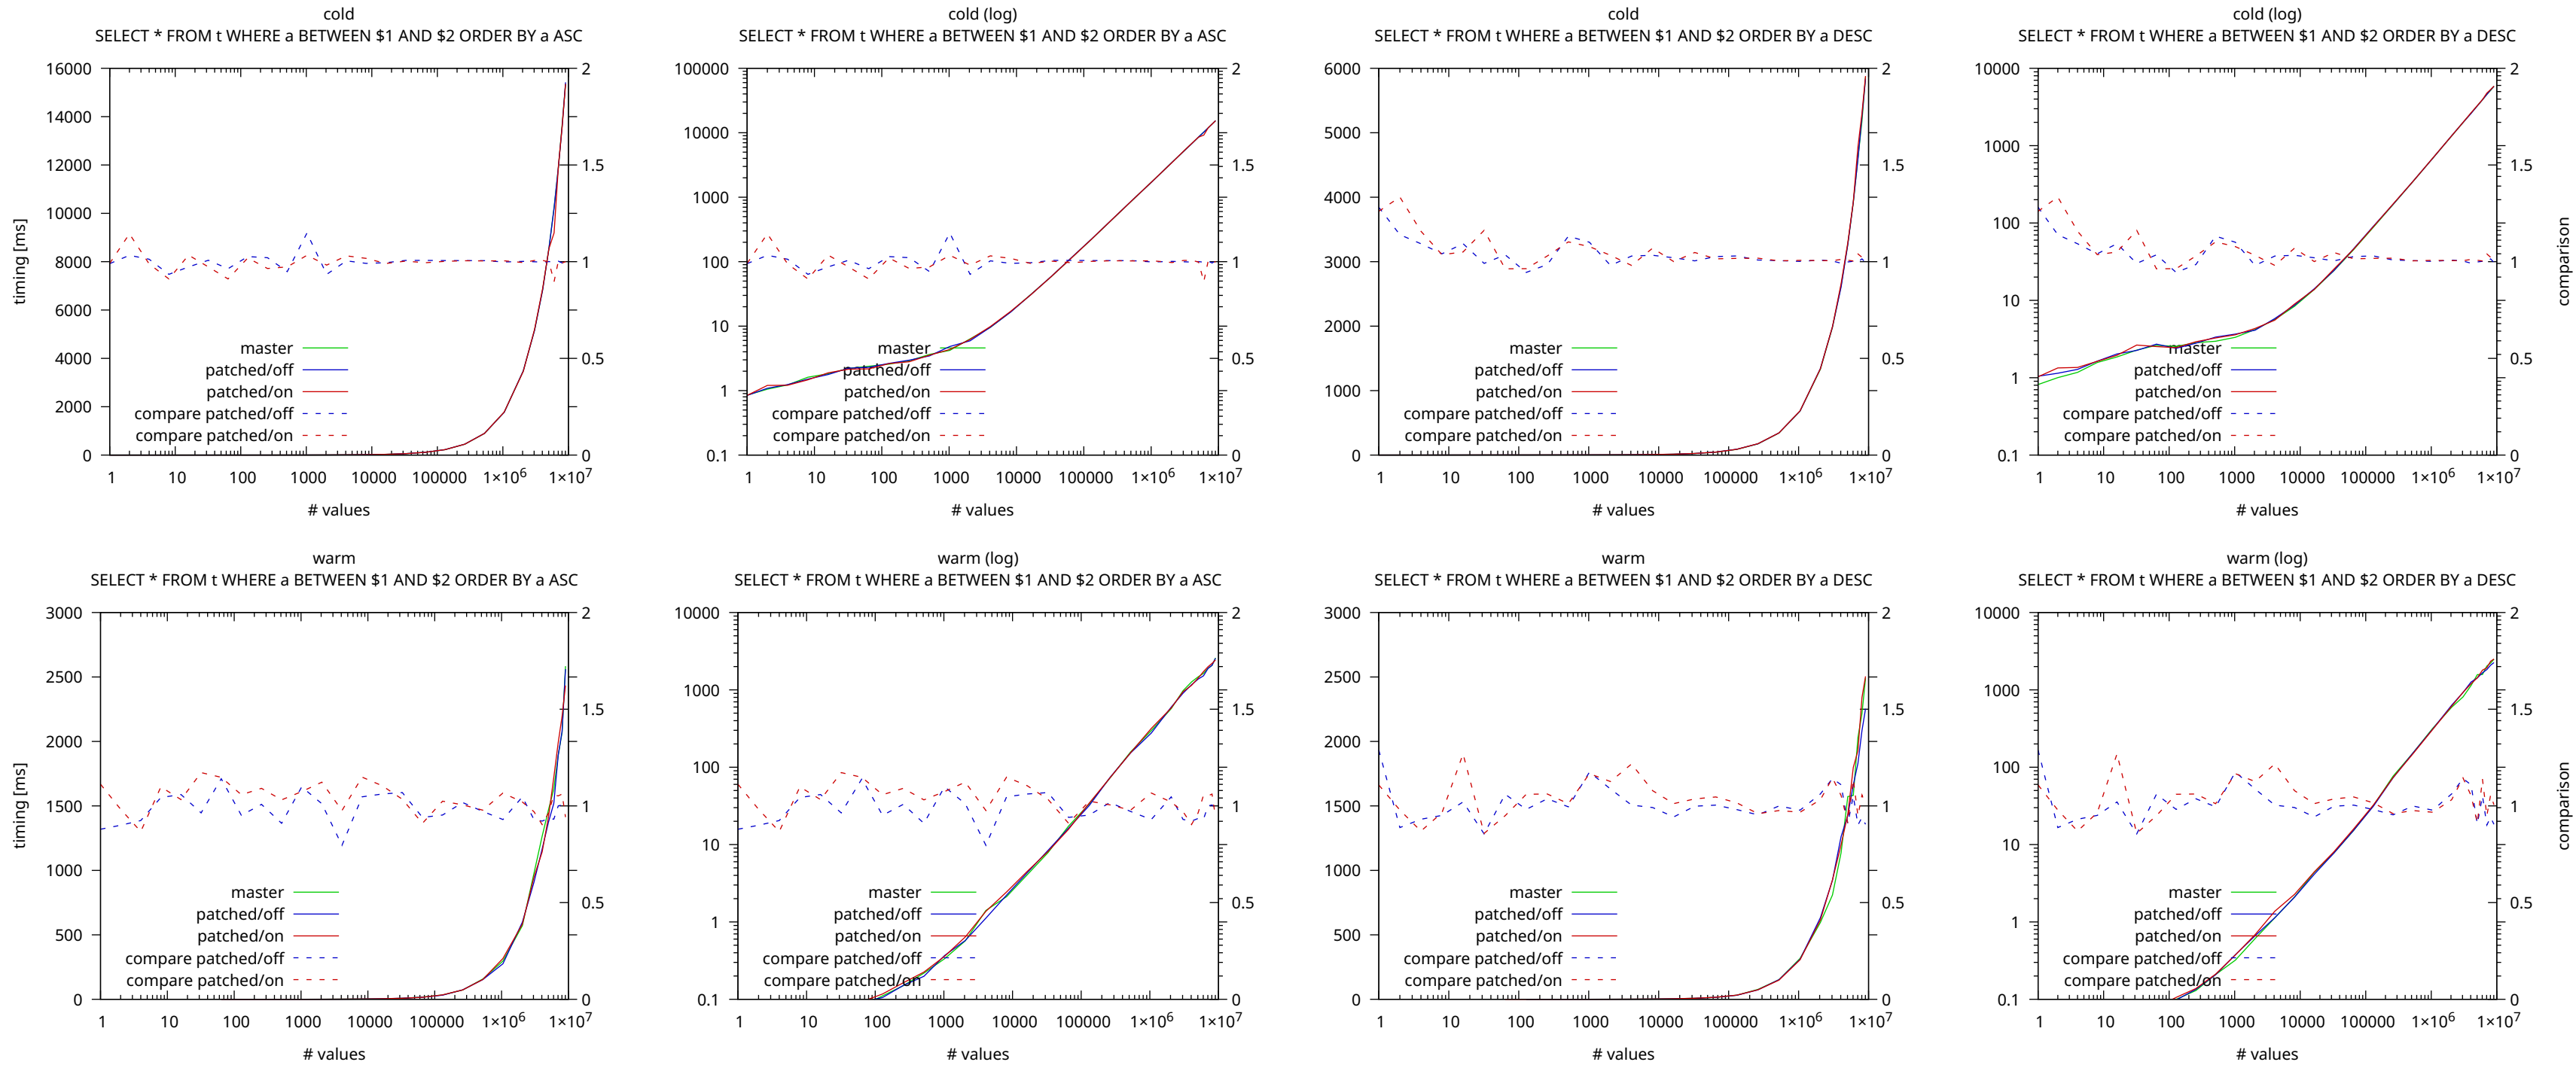 cold
SELECT * FROM t WHERE a BETWEEN $1 AND $2 ORDER BY a ASC
16000
14000
12000
10000
8000
6000
4000
2000
0
2
1.5
1
0.5
0
timing [ms]
master
patched/off
patched/on
compare patched/off
compare patched/on
1 10 100 1000 10000 100000 1×10⁶ 1×10⁷
# values
cold (log)
SELECT * FROM t WHERE a BETWEEN $1 AND $2 ORDER BY a ASC
100000
10000
1000
100
10
1
0.1
2
1.5
1
0.5
0
master
patched/off
patched/on
compare patched/off
compare patched/on
1 10 100 1000 10000 100000 1×10⁶ 1×10⁷
# values
cold
SELECT * FROM t WHERE a BETWEEN $1 AND $2 ORDER BY a DESC
6000
5000
4000
3000
2000
1000
0
2
1.5
1
0.5
0
master
patched/off
patched/on
compare patched/off
compare patched/on
1 10 100 1000 10000 100000 1×10⁶ 1×10⁷
# values
cold (log)
SELECT * FROM t WHERE a BETWEEN $1 AND $2 ORDER BY a DESC
10000
1000
100
10
1
0.1
2
1.5
1
0.5
0
comparison
master
patched/off
patched/on
compare patched/off
compare patched/on
1 10 100 1000 10000 100000 1×10⁶ 1×10⁷
# values
warm
SELECT * FROM t WHERE a BETWEEN $1 AND $2 ORDER BY a ASC
3000
2500
2000
1500
1000
500
0
2
1.5
1
0.5
0
timing [ms]
master
patched/off
patched/on
compare patched/off
compare patched/on
1 10 100 1000 10000 100000 1×10⁶ 1×10⁷
# values
warm (log)
SELECT * FROM t WHERE a BETWEEN $1 AND $2 ORDER BY a ASC
10000
1000
100
10
1
0.1
2
1.5
1
0.5
0
master
patched/off
patched/on
compare patched/off
compare patched/on
1 10 100 1000 10000 100000 1×10⁶ 1×10⁷
# values
warm
SELECT * FROM t WHERE a BETWEEN $1 AND $2 ORDER BY a DESC
3000
2500
2000
1500
1000
500
0
2
1.5
1
0.5
0
master
patched/off
patched/on
compare patched/off
compare patched/on
1 10 100 1000 10000 100000 1×10⁶ 1×10⁷
# values
warm (log)
SELECT * FROM t WHERE a BETWEEN $1 AND $2 ORDER BY a DESC
10000
1000
100
10
1
0.1
2
1.5
1
0.5
0
comparison
master
patched/off
patched/on
compare patched/off
compare patched/on
1 10 100 1000 10000 100000 1×10⁶ 1×10⁷
# values